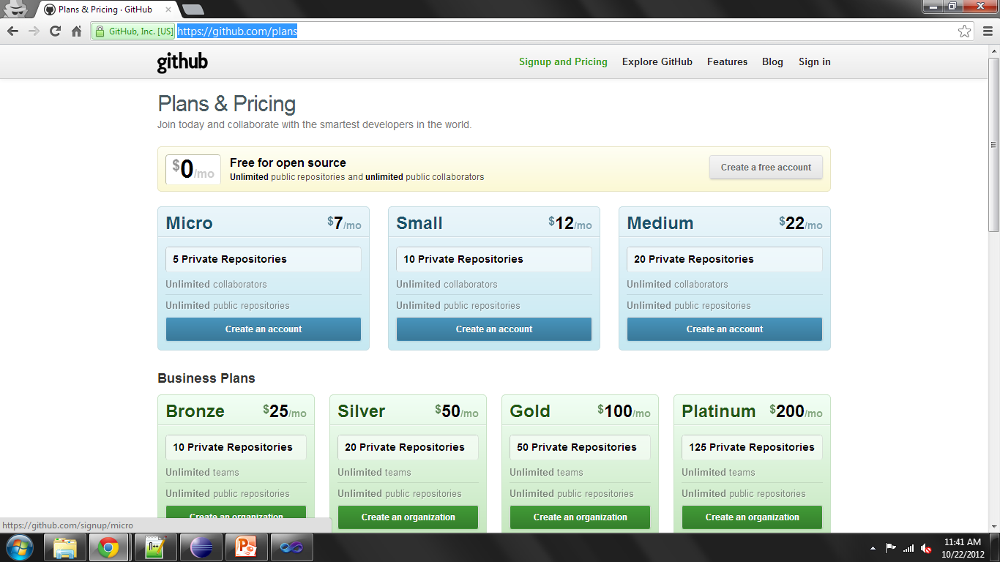 Plans & Pricing · GitHub
GitHub, Inc. [US] https://github.com/plans
github
Signup and Pricing Explore GitHub Features Blog Sign in
Plans & Pricing
Join today and collaborate with the smartest developers in the world.
$0/mo
Free for open source
Unlimited public repositories and unlimited public collaborators
Create a free account
Micro $7/mo
5 Private Repositories
Unlimited collaborators
Unlimited public repositories
Create an account
Small $12/mo
10 Private Repositories
Unlimited collaborators
Unlimited public repositories
Create an account
Medium $22/mo
20 Private Repositories
Unlimited collaborators
Unlimited public repositories
Create an account
Business Plans
Bronze $25/mo
10 Private Repositories
Unlimited teams
Unlimited public repositories
Create an organization
Silver $50/mo
20 Private Repositories
Unlimited teams
Unlimited public repositories
Create an organization
Gold $100/mo
50 Private Repositories
Unlimited teams
Unlimited public repositories
Create an organization
Platinum $200/mo
125 Private Repositories
Unlimited teams
Unlimited public repositories
Create an organization
https://github.com/signup/micro
11:41 AM
10/22/2012